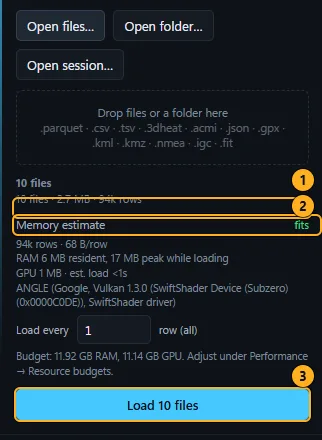 Open files...
Open folder...
Open session...
Drop files or a folder here
.parquet · .csv · .tsv · .3dheat · .acmi · .json · .gpx ·
.kml · .kmz · .nmea · .igc · .fit
10 files
1
10 files · 2.7 MB · 94k rows
2
Memory estimate
fits
94k rows · 68 B/row
RAM 6 MB resident, 17 MB peak while loading
GPU 1 MB · est. load <1s
ANGLE (Google, Vulkan 1.3.0 (SwiftShader Device (Subzero)
(0x0000C0DE)), SwiftShader driver)
Load every 1 row (all)
Budget: 11.92 GB RAM, 11.14 GB GPU. Adjust under Performance
→ Resource budgets.
3
Load 10 files